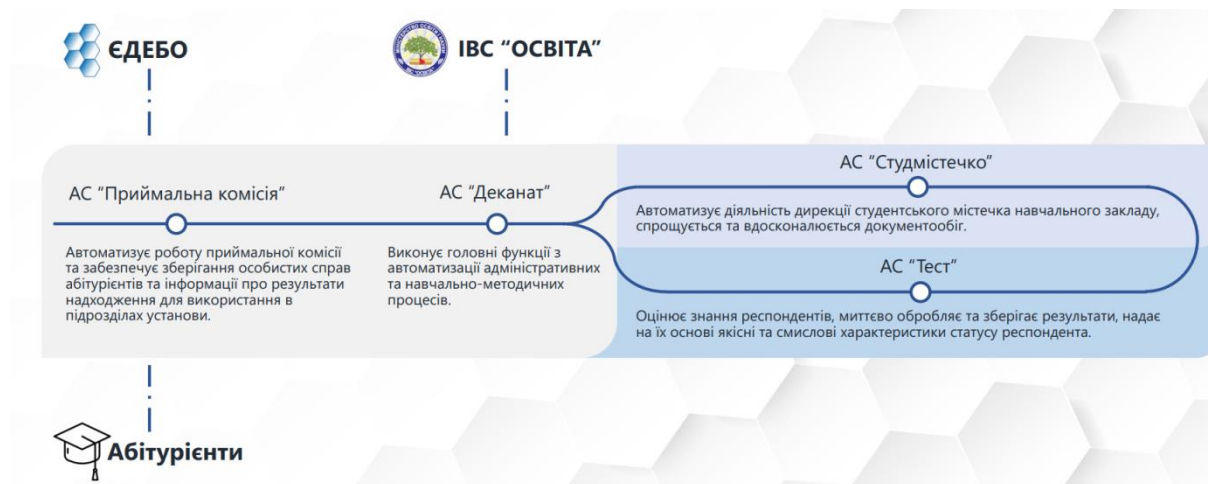 ЄДЕБО
ІВС “ОСВІТА”
АС “Приймальна комісія”
Автоматизує роботу приймальної комісії
та забезпечує зберігання особистих справ
абітурієнтів та інформації про результати
надходження для використання в
підрозділах установи.
АС “Деканат”
Виконує головні функції з
автоматизації адміністративних
та навчально-методичних
процесів.
АС “Студмістечко”
Автоматизує діяльність дирекції студентського містечка навчального закладу,
спрощується та вдосконалюється документообіг.
АС “Тест”
Оцінює знання респондентів, миттєво обробляє та зберігає результати, надає
на їх основі якісні та смислові характеристики статусу респондента.
Абітурієнти